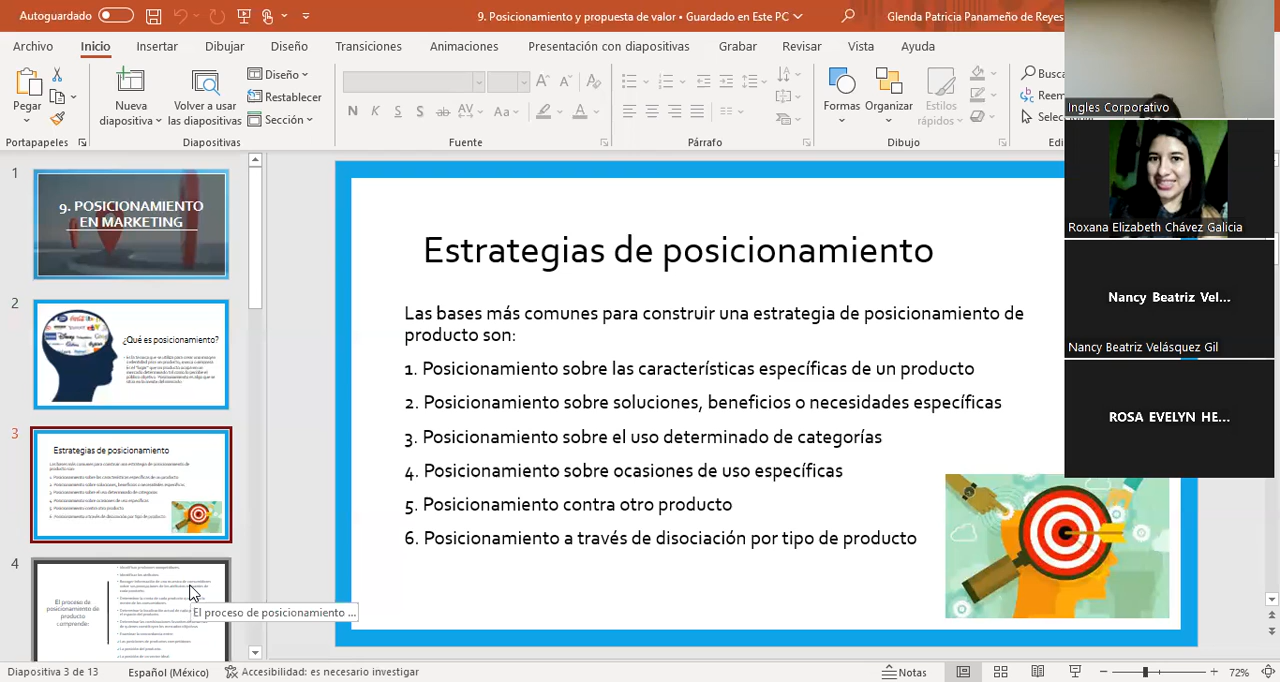 Autoguardado
9. Posicionamiento y propuesta de valor • Guardado en Este PC
Glenda Patricia Panameño de Reyes
Archivo Inicio Insertar Dibujar Diseño Transiciones Animaciones Presentación con diapositivas Grabar Revisar Vista Ayuda
Pegar
Nueva diapositiva
Volver a usar las diapositivas
Diseño
Restablecer
Sección
N K S S ab AV Aa A
Formas
Organizar
Estilos rápidos
Portapapeles Diapositivas Fuente Párrafo Dibujo
Ingles Corporativo
Roxana Elizabeth Chávez Galicia
Nancy Beatriz Vel...
Nancy Beatriz Velásquez Gil
ROSA EVELYN HE...
1
9. POSICIONAMIENTO
EN MARKETING
2
¿Qué es posicionamiento?
3
Estrategias de posicionamiento
4
El proceso de
posicionamiento de
producto
comprende:
El proceso de posicionamiento ...
Estrategias de posicionamiento
Las bases mas comunes para construir una estrategia de posicionamiento de
producto son:
1. Posicionamiento sobre las características específicas de un producto
2. Posicionamiento sobre soluciones, beneficios o necesidades específicas
3. Posicionamiento sobre el uso determinado de categorías
4. Posicionamiento sobre ocasiones de uso específicas
5. Posicionamiento contra otro producto
6. Posicionamiento a través de disociación por tipo de producto
Diapositiva 3 de 13 Español (México) Accesibilidad: es necesario investigar Notas 72%